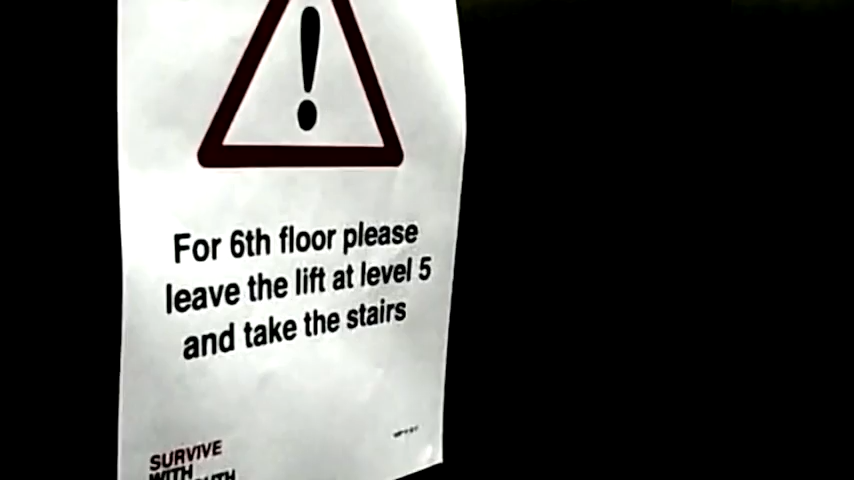 !
For 6th floor please
leave the lift at level 5
and take the stairs
SURVIVE
WITH